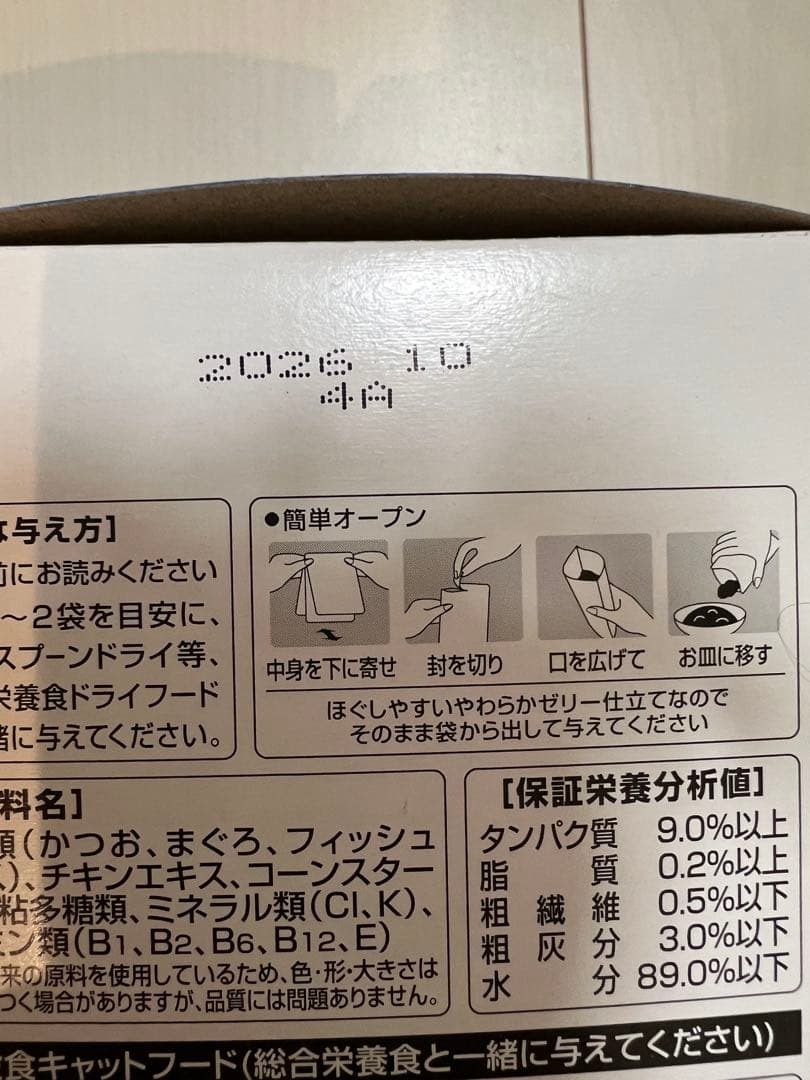 2026 10
4A
な与え方]
前にお読みください
～2袋を目安に、
スプーンドライ等、
栄養食ドライフード
緒に与えてください。
●簡単オープン
中身を下に寄せ
封を切り
口を広げて
お皿に移す
ほぐしやすいやわらかゼリー仕立てなので
そのまま袋から出して与えてください
料名]
類(かつお、まぐろ、フィッシュ
ス)、チキンエキス、コーンスター
粘多糖類、ミネラル類(Cl、K)、
ミン類(B1、B2、B6、B12、E)
来の原料を使用しているため、色・形・大きさは
つく場合がありますが、品質には問題ありません。
[保証栄養分析値]
タンパク質 9.0%以上
脂質 0.2%以上
粗繊維 0.5%以下
粗灰分 3.0%以下
水分 89.0%以下
食キャットフード(総合栄養食と一緒に与えてください)